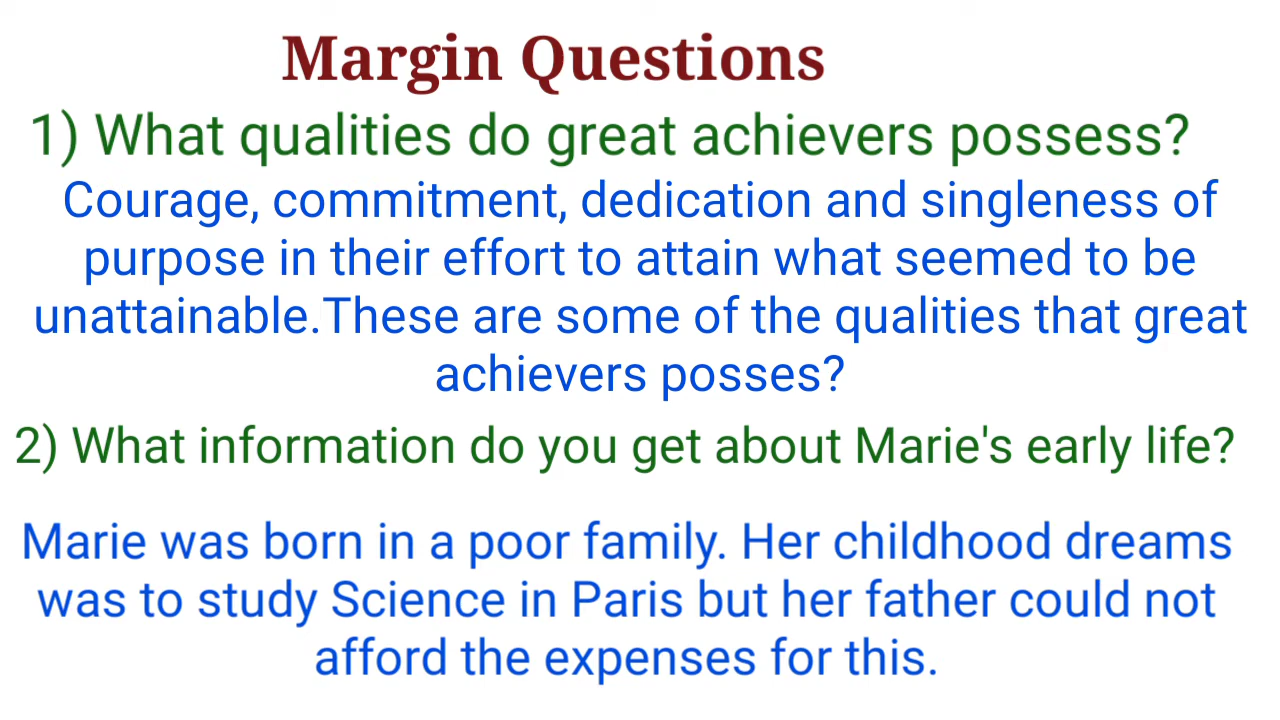 Margin Questions
1) What qualities do great achievers possess?
Courage, commitment, dedication and singleness of
purpose in their effort to attain what seemed to be
unattainable.These are some of the qualities that great
achievers posses?
2) What information do you get about Marie's early life?
Marie was born in a poor family. Her childhood dreams
was to study Science in Paris but her father could not
afford the expenses for this.